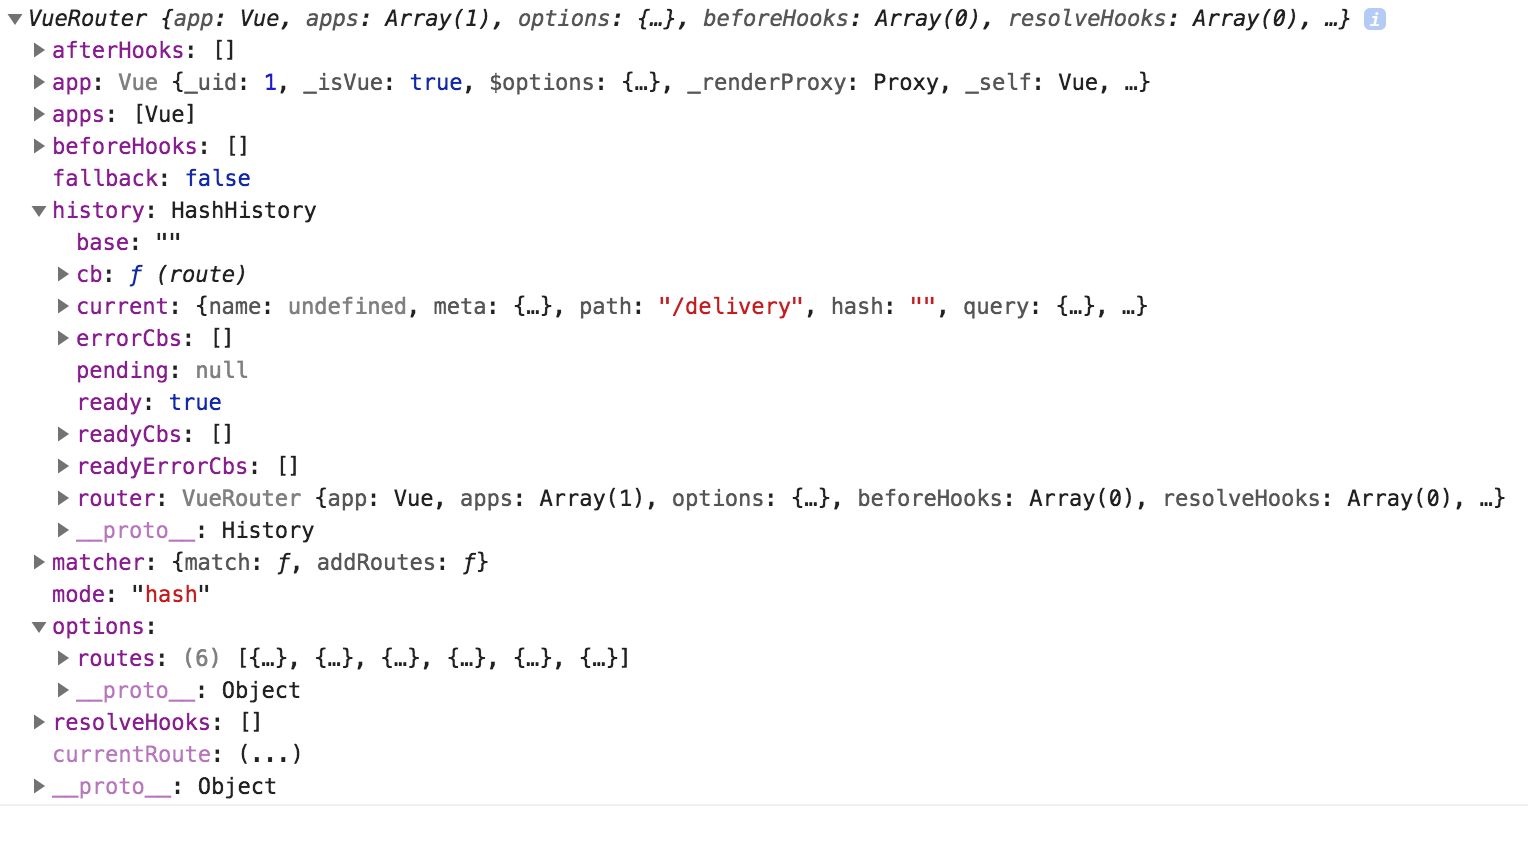 VueRouter {app: Vue, apps: Array(1), options: {…}, beforeHooks: Array(0), resolveHooks: Array(0), …} i
afterHooks: []
app: Vue {_uid: 1, _isVue: true, $options: {…}, _renderProxy: Proxy, _self: Vue, …}
apps: [Vue]
beforeHooks: []
fallback: false
history: HashHistory
base: ""
cb: ƒ (route)
current: {name: undefined, meta: {…}, path: "/delivery", hash: "", query: {…}, …}
errorCbs: []
pending: null
ready: true
readyCbs: []
readyErrorCbs: []
router: VueRouter {app: Vue, apps: Array(1), options: {…}, beforeHooks: Array(0), resolveHooks: Array(0), …}
__proto__: History
matcher: {match: ƒ, addRoutes: ƒ}
mode: "hash"
options:
routes: (6) [{…}, {…}, {…}, {…}, {…}, {…}]
__proto__: Object
resolveHooks: []
currentRoute: (...)
__proto__: Object